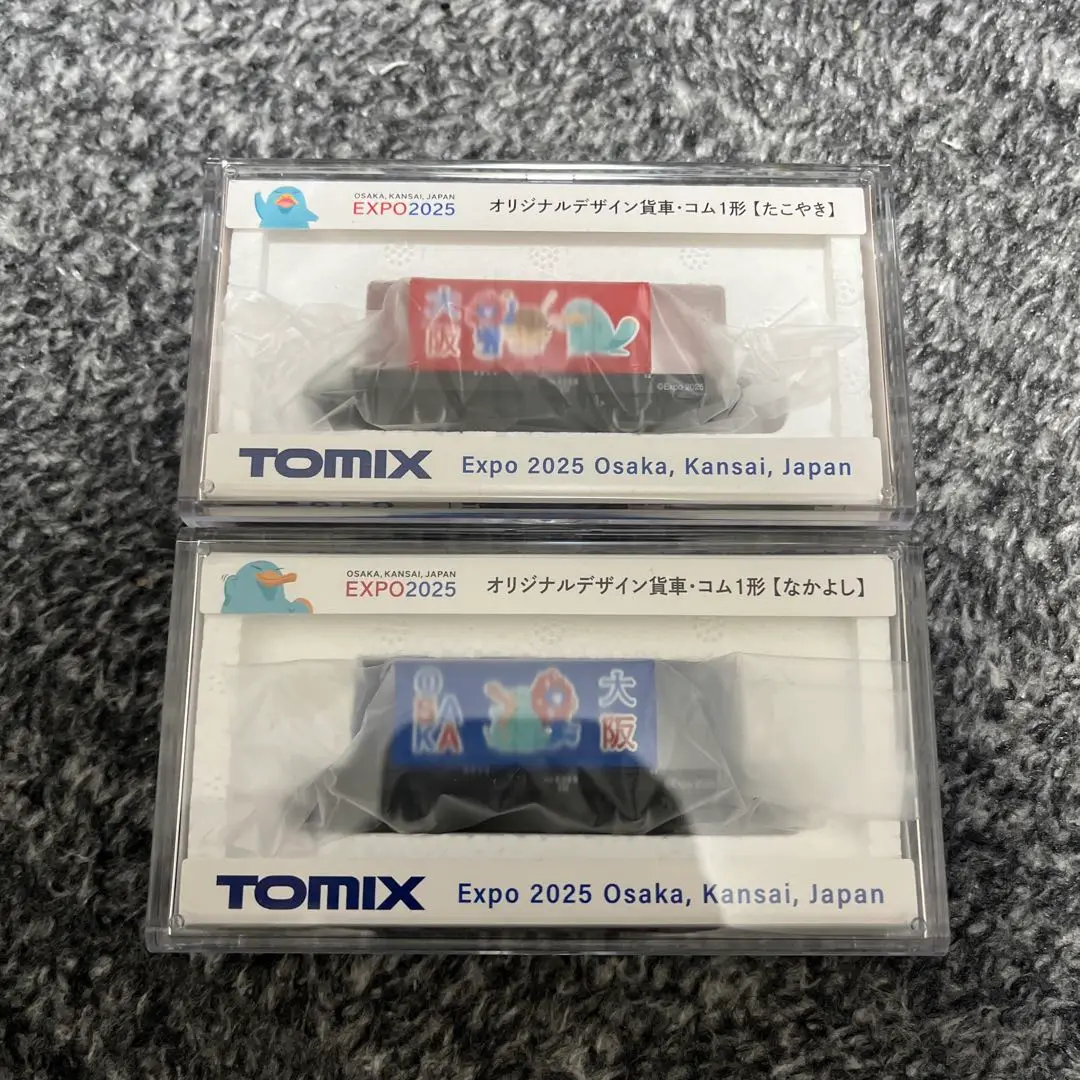 OSAKA, KANSAI, JAPAN
EXPO2025
オリジナルデザイン貨車・コム1形【たこやき】
大阪
©Expo 2025
TOMIX
Expo 2025 Osaka, Kansai, Japan
OSAKA, KANSAI, JAPAN
EXPO2025
オリジナルデザイン貨車・コム1形【なかよし】
OSAKA
大阪
TOMIX
Expo 2025 Osaka, Kansai, Japan